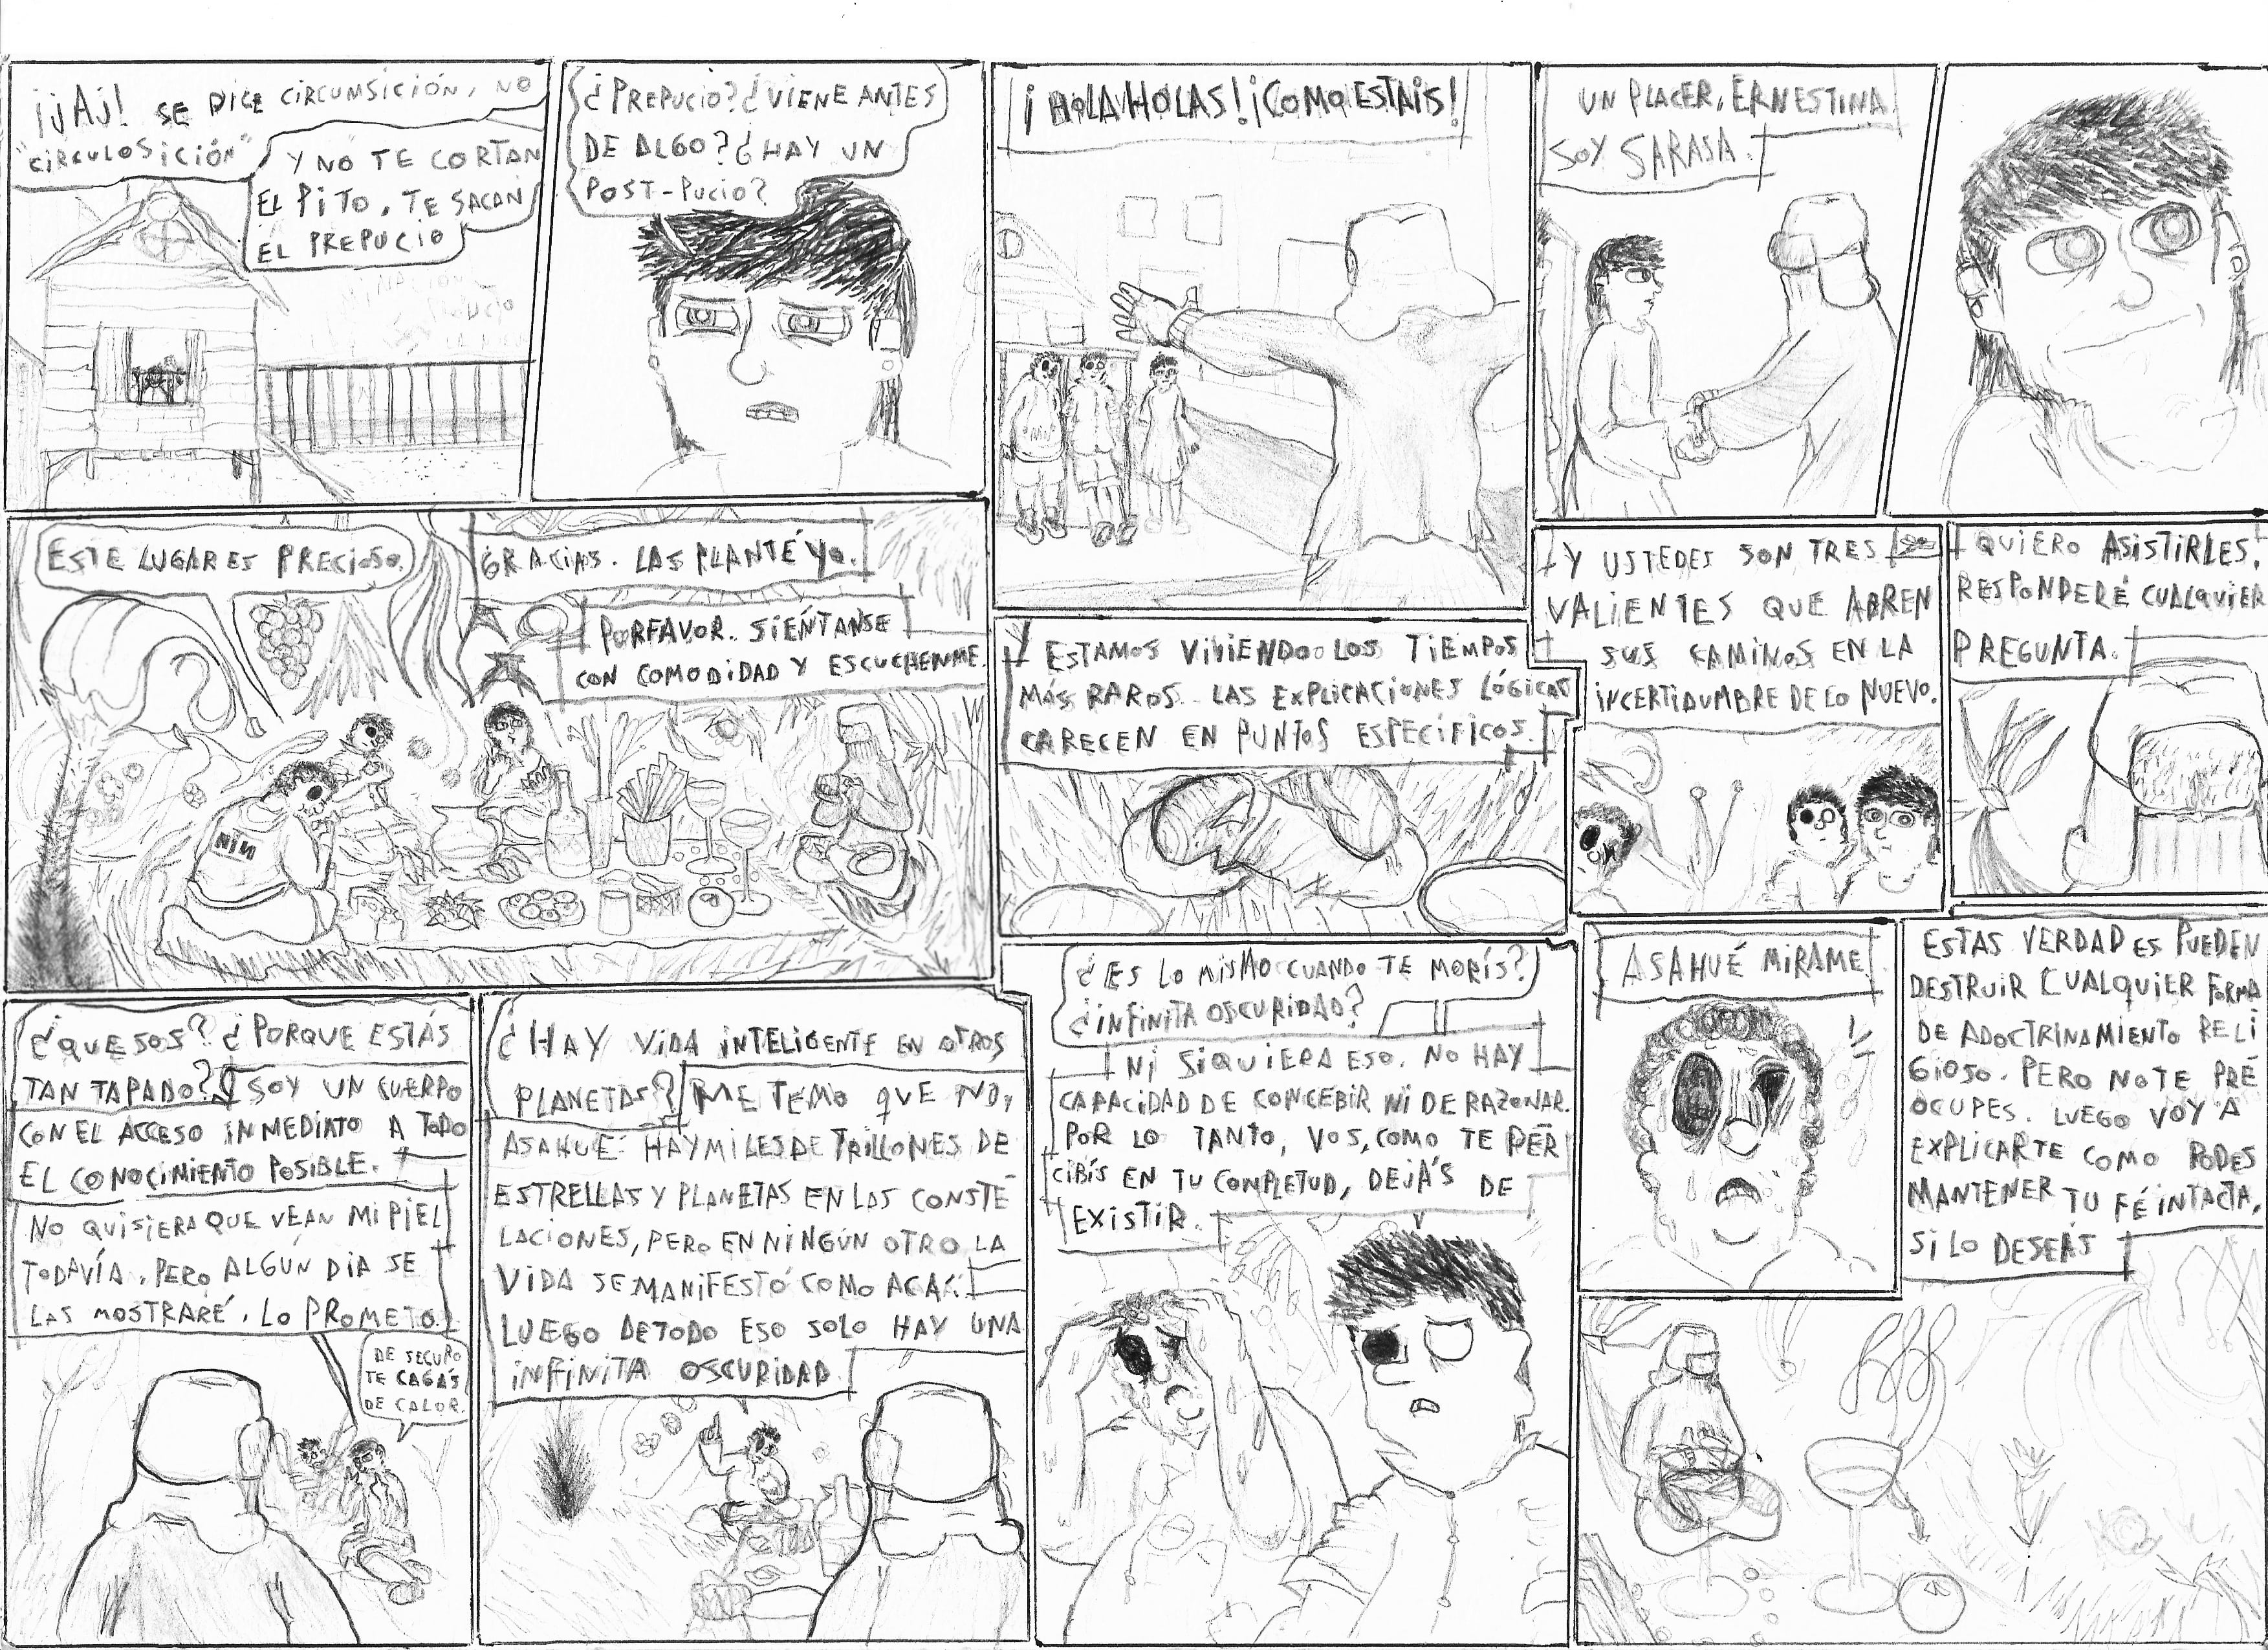 ¡¡AJ! SE DICE CIRCUMSICIÓN, NO
"CIRCULOSICIÓN"
Y NO TE CORTAN
EL PITO, TE SACAN
EL PREPUCIO
¿PREPUCIO? ¿VIENE ANTES
DE ALGO? ¿HAY UN
POST-PUCIO?
¡HOLA HOLAS! ¡COMO ESTAIS!
UN PLACER, ERNESTINA.
SOY SARASA.
ESTE LUGAR ES PRECIOSO.
GRACIAS. LAS PLANTÉ YO.
PORFAVOR. SIÉNTANSE
CON COMODIDAD Y ESCUCHENME.
NIN
ESTAMOS VIVIENDO LOS TIEMPOS
MÁS RAROS. LAS EXPLICACIONES LÓGICAS
CARECEN EN PUNTOS ESPECÍFICOS.
Y USTEDES SON TRES
VALIENTES QUE ABREN
SUS CAMINOS EN LA
INCERTIDUMBRE DE LO NUEVO.
QUIERO ASISTIRLES.
RESPONDERÉ CUALQUIER
PREGUNTA.
¿QUE SOS? ¿PORQUE ESTÁS
TAN TAPADO?
SOY UN CUERPO
CON EL ACCESO INMEDIATO A TODO
EL CONOCIMIENTO POSIBLE.
NO QUISIERA QUE VEAN MI PIEL
TODAVÍA, PERO ALGÚN DIA SE
LAS MOSTRARÉ. LO PROMETO.
DE SEGURO
TE CAGÁS
DE CALOR.
¿HAY VIDA INTELIGENTE EN OTROS
PLANETAS?
ME TEMO QUE NO,
ASAHUÉ. HAY MILES DE TRILLONES DE
ESTRELLAS Y PLANETAS EN LAS CONSTE
LACIONES, PERO EN NINGÚN OTRO LA
VIDA SE MANIFESTÓ COMO ACÁ.
LUEGO DE TODO ESO SOLO HAY UNA
INFINITA OSCURIDAD.
¿ES LO MISMO CUANDO TE MORÍS?
¿INFINITA OSCURIDAD?
NI SIQUIERA ESO. NO HAY
CAPACIDAD DE CONCEBIR NI DE RAZONAR.
POR LO TANTO, VOS, COMO TE PER
CIBÍS EN TU COMPLETUD, DEJÁS DE
EXISTIR.
ASAHUÉ MIRAME
ESTAS VERDADES PUEDEN
DESTRUIR CUALQUIER FORMA
DE ADOCTRINAMIENTO RELI
GIOSO. PERO NO TE PRE
OCUPES. LUEGO VOY A
EXPLICARTE COMO PODES
MANTENER TU FÉ INTACTA,
SI LO DESEÁS